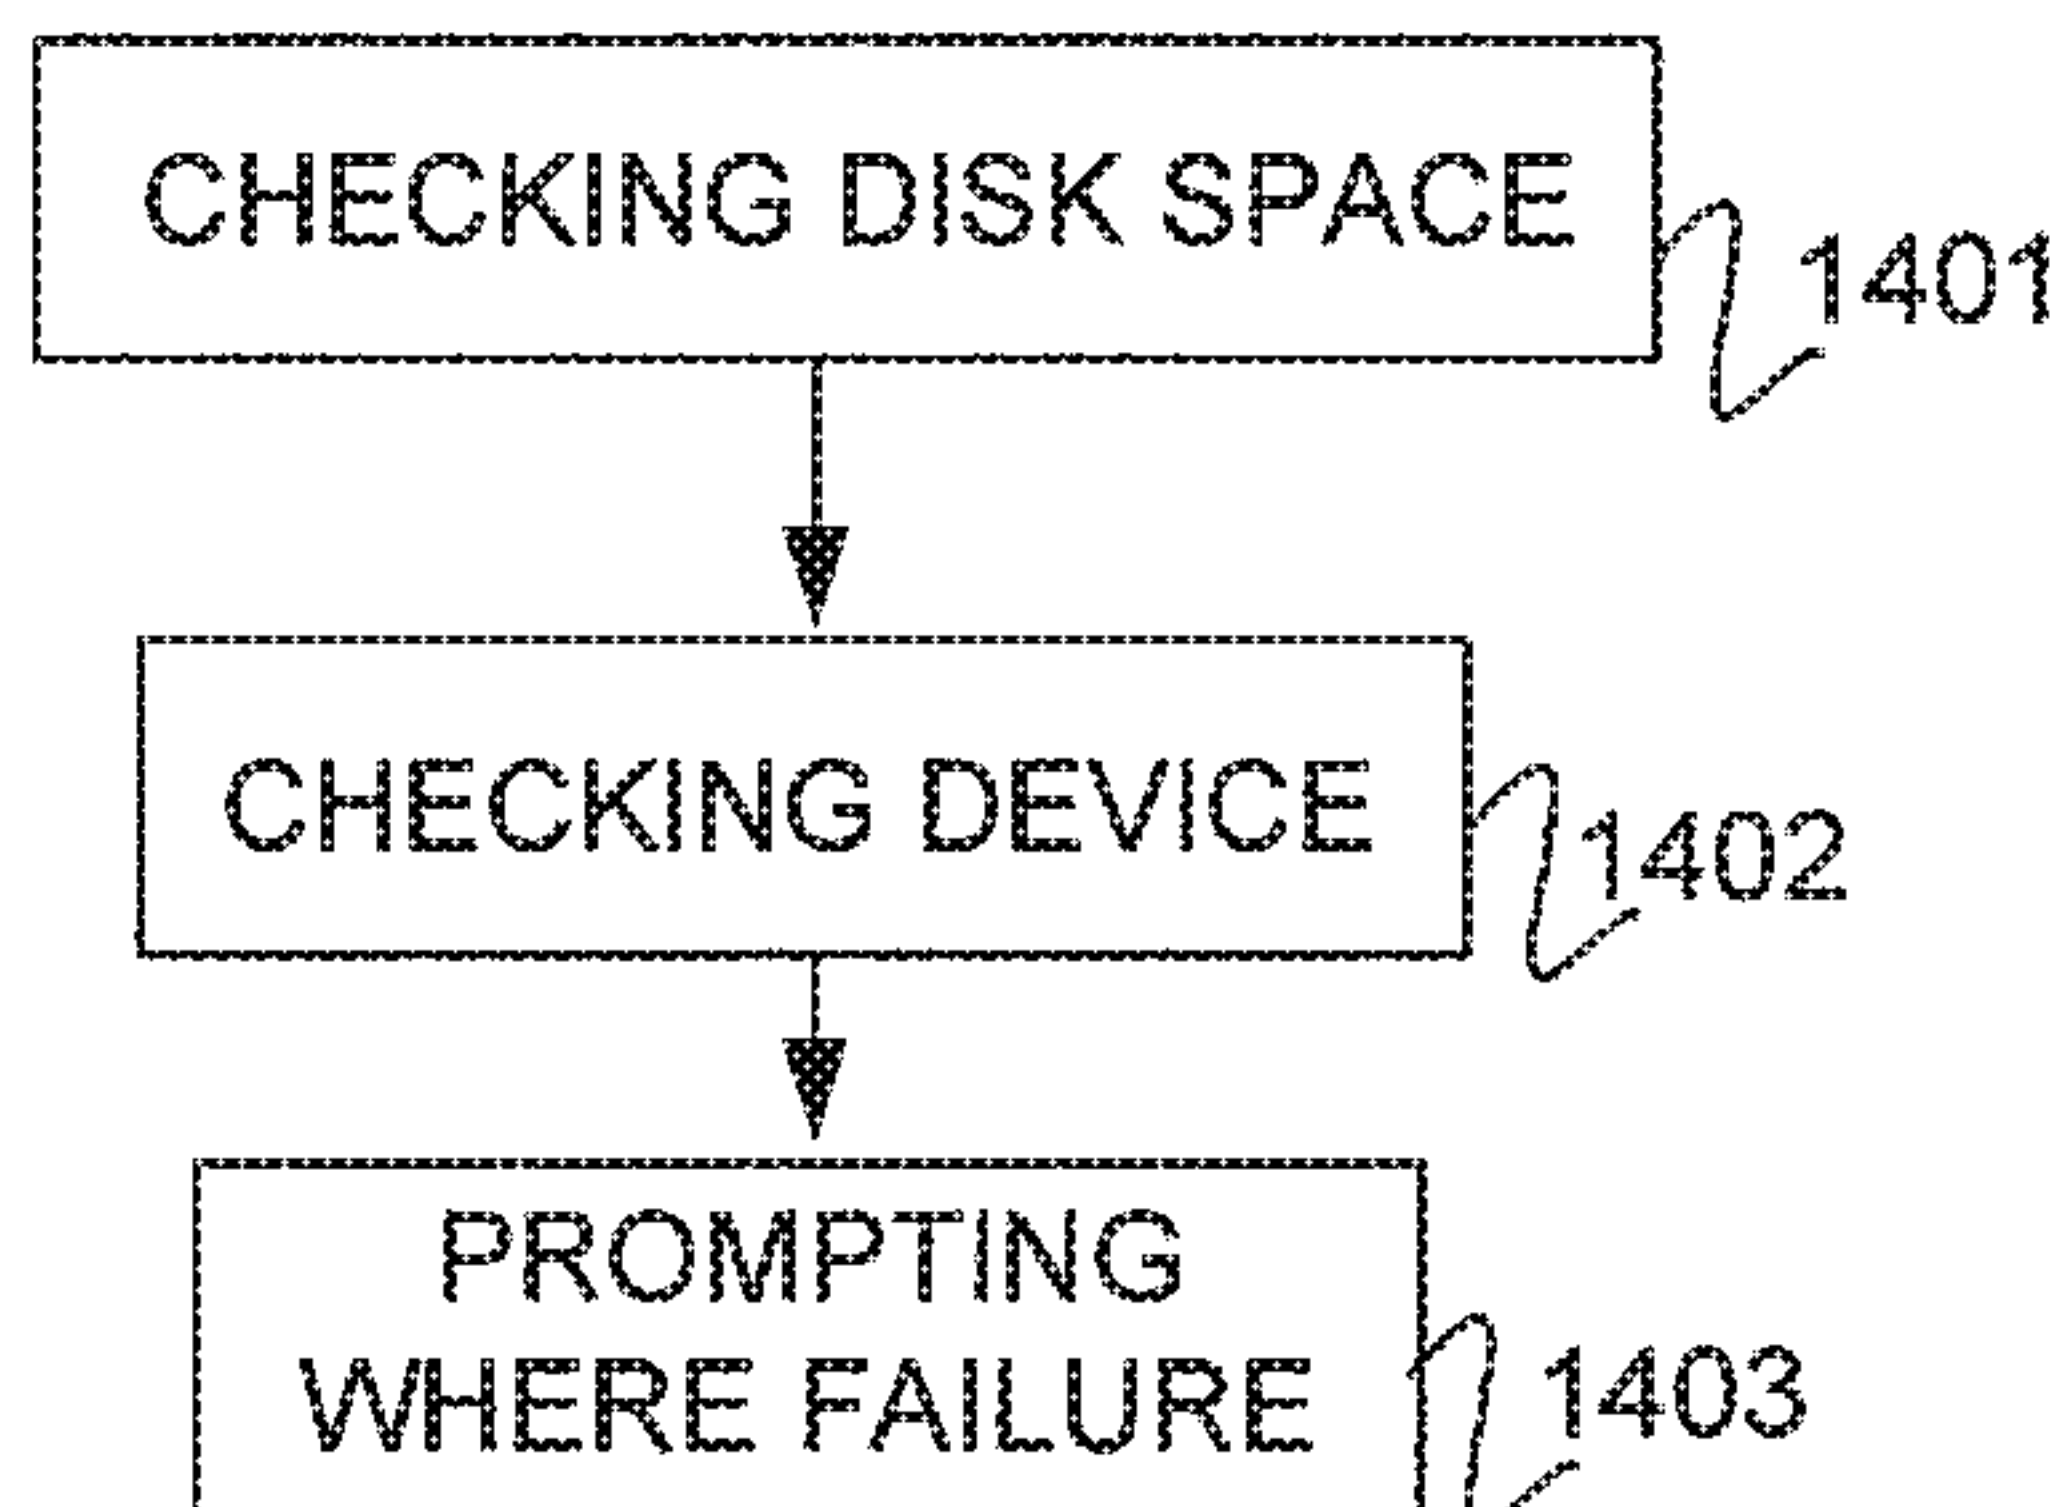 CHECKING DISK SPACE
1401
CHECKING DEVICE
1402
PROMPTING
WHERE FAILURE
1403